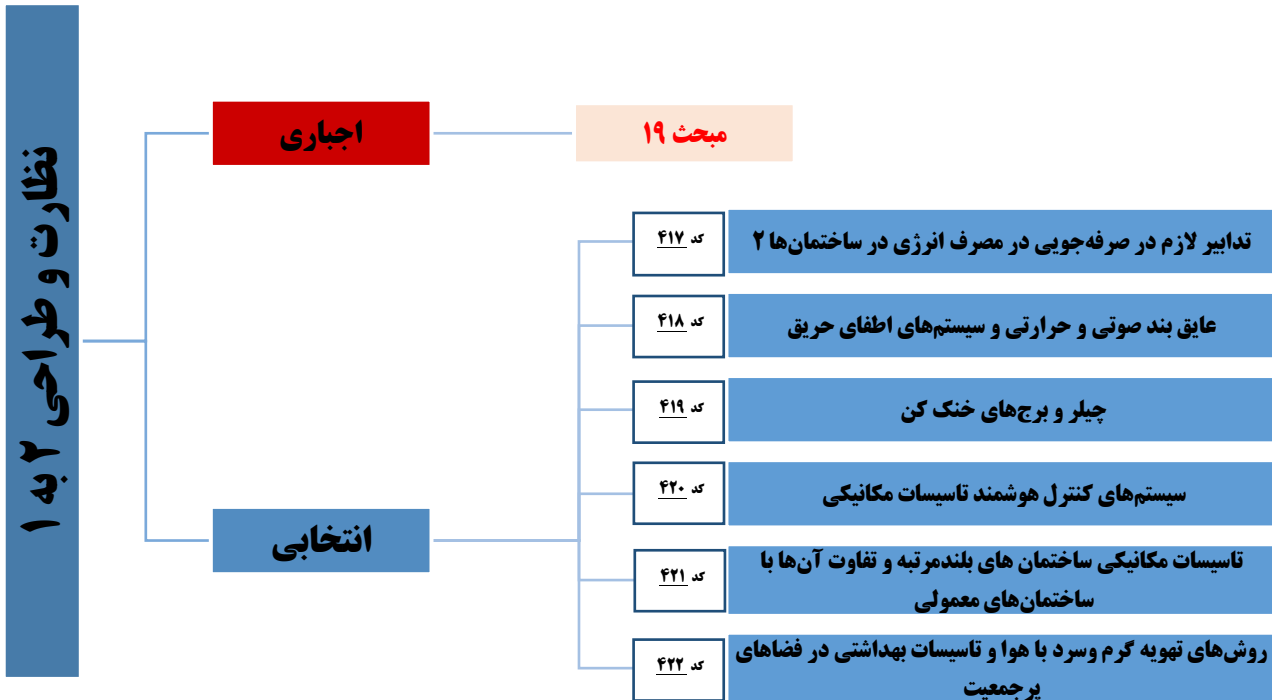 نظارت و طراحی ۲ به ۱
اجباری
مبحث ۱۹
انتخابی
کد ۴۱۷
تدابیر لازم در صرفه‌جویی در مصرف انرژی در ساختمان‌ها ۲
کد ۴۱۸
عایق بند صوتی و حرارتی و سیستم‌های اطفای حریق
کد ۴۱۹
چیلر و برج‌های خنک کن
کد ۴۲۰
سیستم‌های کنترل هوشمند تاسیسات مکانیکی
کد ۴۲۱
تاسیسات مکانیکی ساختمان های بلندمرتبه و تفاوت آن‌ها با
ساختمان‌های معمولی
کد ۴۲۲
روش‌های تهویه گرم وسرد با هوا و تاسیسات بهداشتی در فضاهای
پرجمعیت